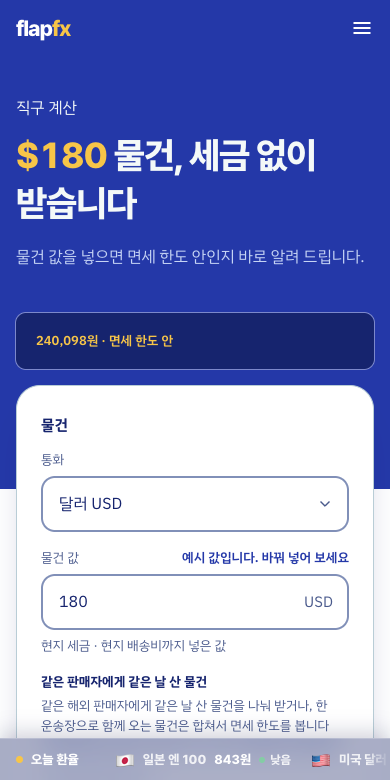 flapfx
직구 계산
$180 물건, 세금 없이
받습니다
물건 값을 넣으면 면세 한도 안인지 바로 알려 드립니다.
240,098원 · 면세 한도 안
물건
통화
달러 USD
물건 값
예시 값입니다. 바꿔 넣어 보세요
180
USD
현지 세금 · 현지 배송비까지 넣은 값
같은 판매자에게 같은 날 산 물건
같은 해외 판매자에게 같은 날 산 물건을 나눠 받거나, 한
운송장으로 함께 오는 물건은 합쳐서 면세 한도를 봅니다
오늘 환율
일본 엔 100 843원 낮음
미국 달러